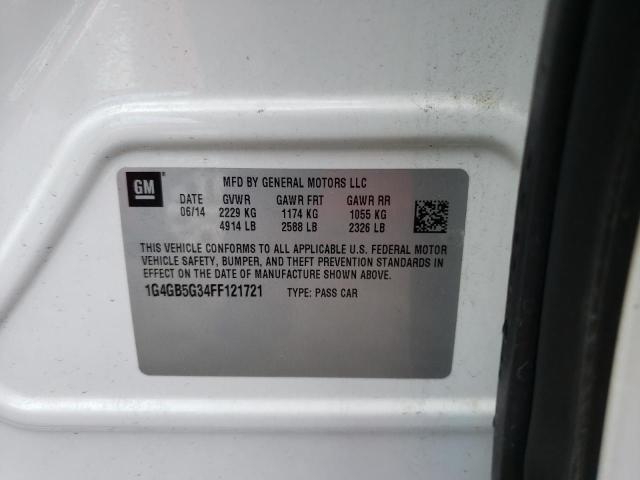 GM
MFD BY GENERAL MOTORS LLC
DATE GVWR GAWR FRT GAWR RR
06/14 2229 KG 1174 KG 1055 KG
4914 LB 2588 LB 2326 LB
THIS VEHICLE CONFORMS TO ALL APPLICABLE U.S. FEDERAL MOTOR
VEHICLE SAFETY, BUMPER, AND THEFT PREVENTION STANDARDS IN
EFFECT ON THE DATE OF MANUFACTURE SHOWN ABOVE.
1G4GB5G34FF121721 TYPE: PASS CAR